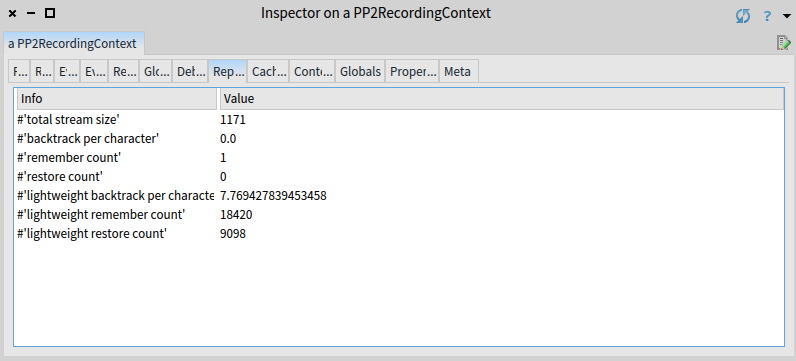 Inspector on a PP2RecordingContext
?
a PP2RecordingContext
F... R... E'... E\... Re... Glc... Det... Rep... Cach... Conte... Globals Proper... Meta
Info Value
#'total stream size' 1171
#'backtrack per character' 0.0
#'remember count' 1
#'restore count' 0
#'lightweight backtrack per characte 7.769427839453458
#'lightweight remember count' 18420
#'lightweight restore count' 9098